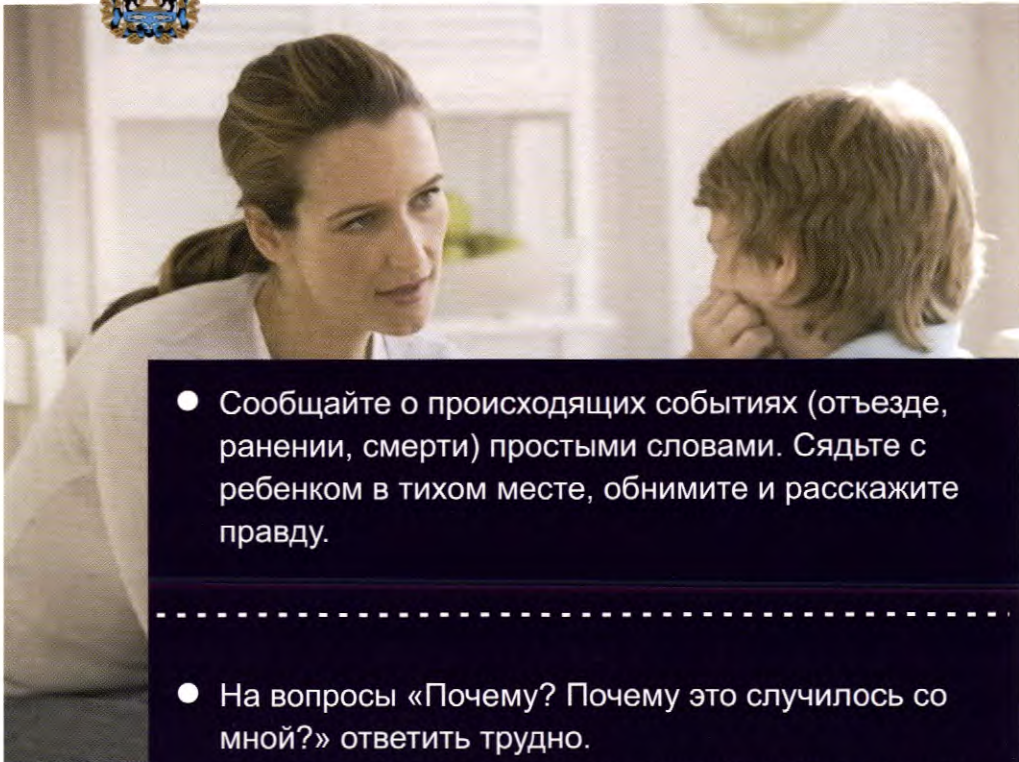 ● Сообщайте о происходящих событиях (отъезде,
ранении, смерти) простыми словами. Сядьте с
ребенком в тихом месте, обнимите и расскажите
правду.
● На вопросы «Почему? Почему это случилось со
мной?» ответить трудно.